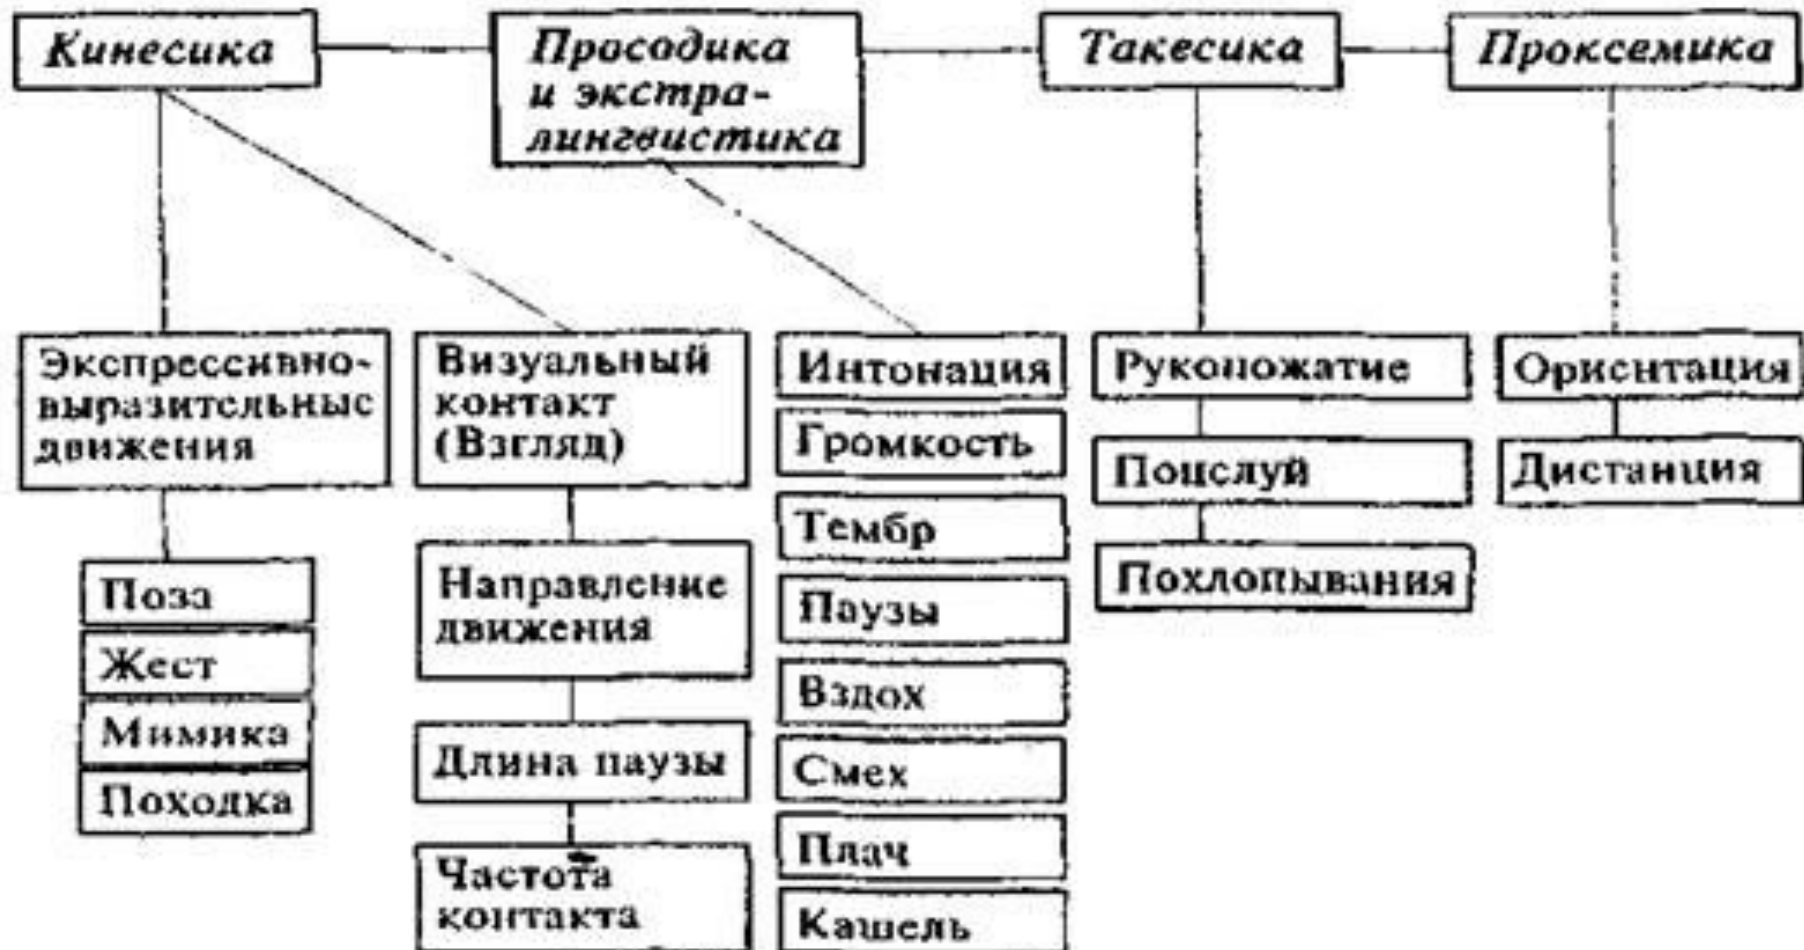 Кинесика
Просодика
и экстра-
лингвистика
Такесика
Проксемика
Экспрессивно-
выразительные
движения
Поза
Жест
Мимика
Походка
Визуальный
контакт
(Взгляд)
Направление
движения
Длина паузы
Частота
контакта
Интонация
Громкость
Тембр
Паузы
Вздох
Смех
Плач
Кашель
Рукопожатие
Поцелуй
Похлопывания
Ориентация
Дистанция